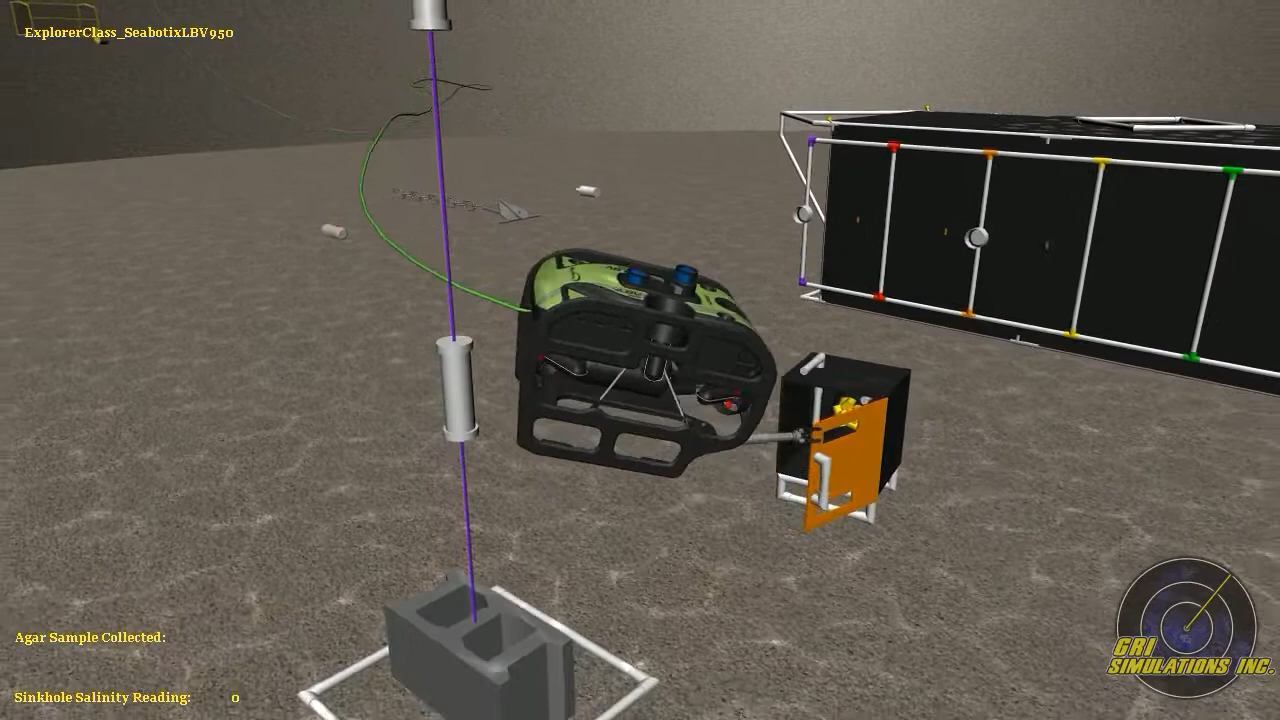 ExplorerClass_SeabotixLBV950
Agar Sample Collected:
Sinkhole Salinity Reading: 0
GRI
SIMULATIONS INC.